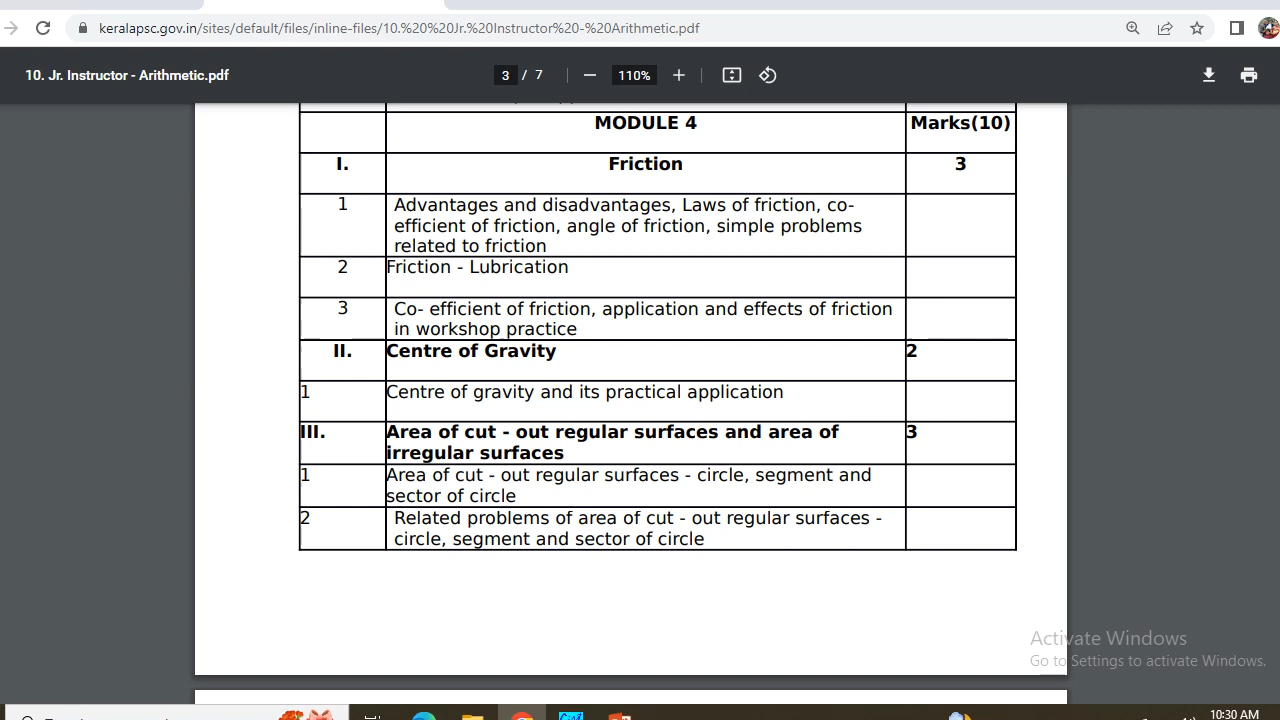 keralapsc.gov.in/sites/default/files/inline-files/10.%20%20Jr.%20Instructor%20-%20Arithmetic.pdf
10. Jr. Instructor - Arithmetic.pdf
3 / 7
110%
MODULE 4 Marks(10)
I. Friction 3
1 Advantages and disadvantages, Laws of friction, co-
efficient of friction, angle of friction, simple problems
related to friction
2 Friction - Lubrication
3 Co- efficient of friction, application and effects of friction
in workshop practice
II. Centre of Gravity 2
1 Centre of gravity and its practical application
III. Area of cut - out regular surfaces and area of 3
irregular surfaces
1 Area of cut - out regular surfaces - circle, segment and
sector of circle
2 Related problems of area of cut - out regular surfaces -
circle, segment and sector of circle
Activate Windows
Go to Settings to activate Windows.
10:30 AM